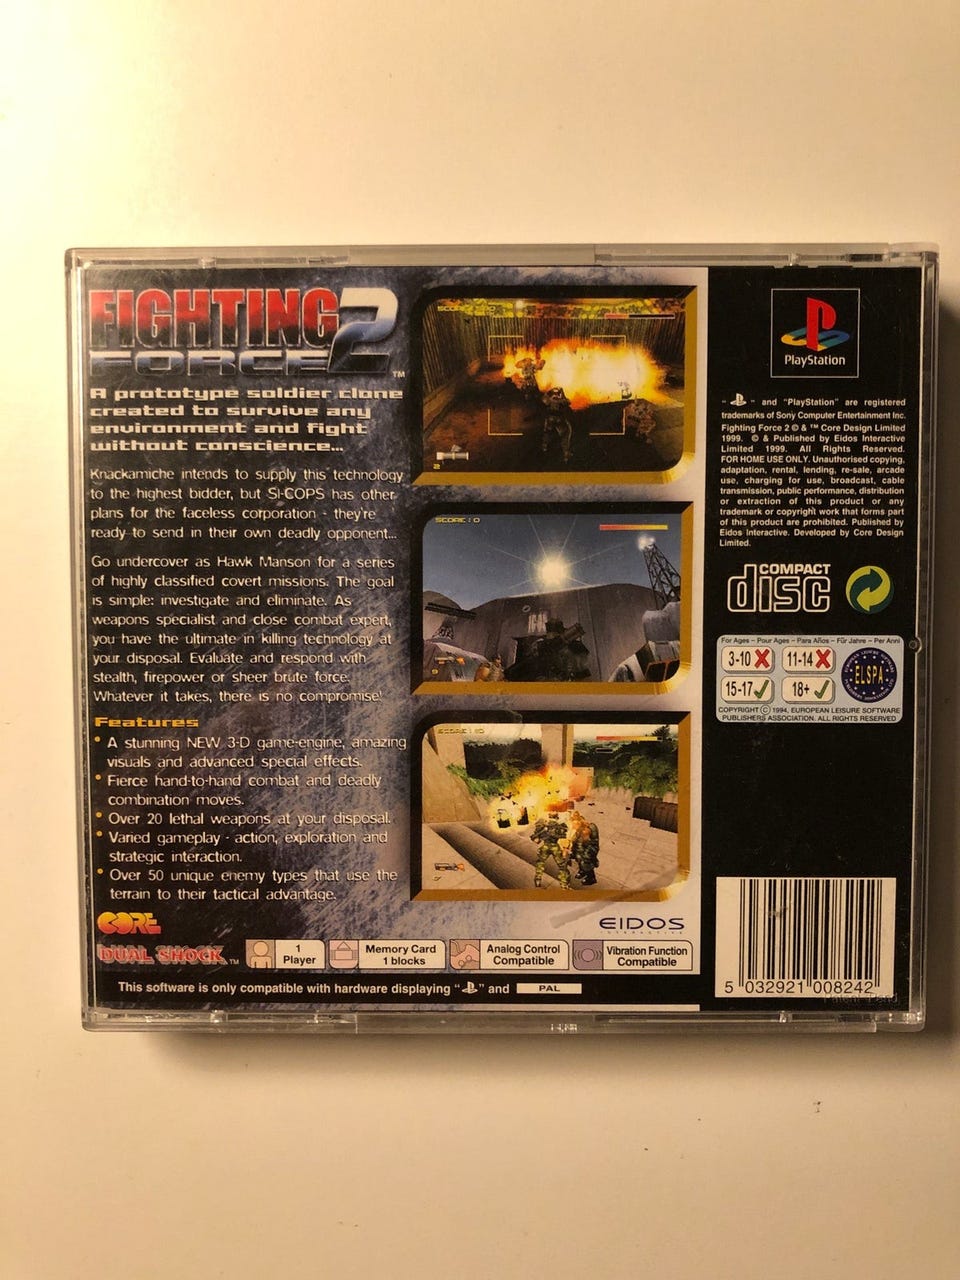 FIGHTING
FORCE 2™
A prototype soldier clone
created to survive any
environment and fight
without conscience...
Knackamiche intends to supply this technology
to the highest bidder, but SI-COPS has other
plans for the faceless corporation - they're
ready to send in their own deadly opponent...
Go undercover as Hawk Manson for a series
of highly classified covert missions. The goal
is simple: investigate and eliminate. As
weapons specialist and close combat expert,
you have the ultimate in killing technology at
your disposal. Evaluate and respond with
stealth, firepower or sheer brute force.
Whatever it takes, there is no compromise!
Features
• A stunning NEW 3-D game-engine, amazing
visuals and advanced special effects.
• Fierce hand-to-hand combat and deadly
combination moves.
• Over 20 lethal weapons at your disposal.
• Varied gameplay - action, exploration and
strategic interaction.
• Over 50 unique enemy types that use the
terrain to their tactical advantage.
CORE
DUAL SHOCK™
1
Player
Memory Card
1 blocks
Analog Control
Compatible
Vibration Function
Compatible
This software is only compatible with hardware displaying " " and PAL
SCORE: 0
EIDOS
INTERACTIVE
PlayStation
" " and "PlayStation" are registered
trademarks of Sony Computer Entertainment Inc.
Fighting Force 2 © & ™ Core Design Limited
1999. © & Published by Eidos Interactive
Limited 1999. All Rights Reserved.
FOR HOME USE ONLY. Unauthorised copying,
adaptation, rental, lending, re-sale, arcade
use, charging for use, broadcast, cable
transmission, public performance, distribution
or extraction of this product or any
trademark or copyright work that forms part
of this product are prohibited. Published by
Eidos Interactive. Developed by Core Design
Limited.
COMPACT
disc
For Ages - Pour Ages - Para Años - Für Jahre - Per Anni
3-10
11-14
15-17
18+
ELSPA
COPYRIGHT © 1994, EUROPEAN LEISURE SOFTWARE
PUBLISHERS ASSOCIATION. ALL RIGHTS RESERVED
5 032921 008242
Patent Pend.